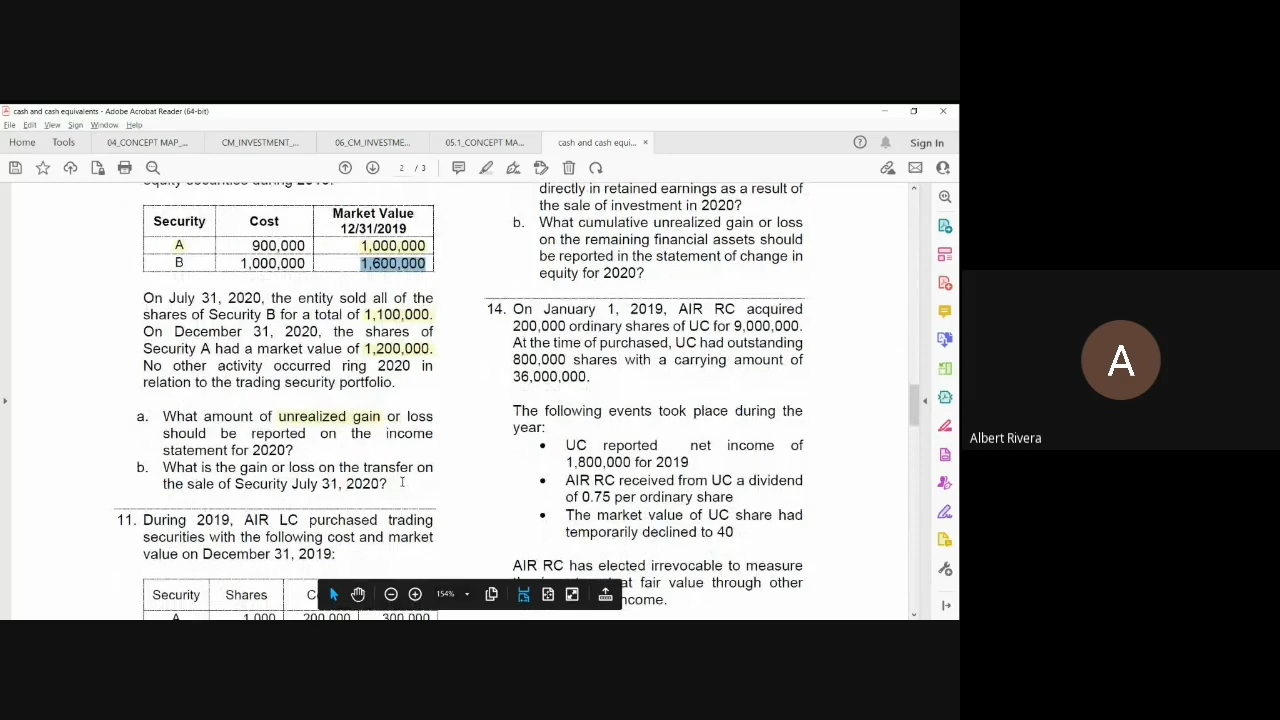 cash and cash equivalents - Adobe Acrobat Reader (64-bit)
File Edit View Sign Window Help
Home Tools 04_CONCEPT MAP_... CM_INVESTMENT_... 06_CM_INVESTME... 05.1_CONCEPT MA... cash and cash equi... × Sign In
2 / 3
equity securities during
Security Cost Market Value
12/31/2019
A 900,000 1,000,000
B 1,000,000 1,600,000
On July 31, 2020, the entity sold all of the
shares of Security B for a total of 1,100,000.
On December 31, 2020, the shares of
Security A had a market value of 1,200,000.
No other activity occurred ring 2020 in
relation to the trading security portfolio.
a. What amount of unrealized gain or loss
should be reported on the income
statement for 2020?
b. What is the gain or loss on the transfer on
the sale of Security July 31, 2020?
11. During 2019, AIR LC purchased trading
securities with the following cost and market
value on December 31, 2019:
Security Shares
A 1,000 200,000 300,000
directly in retained earnings as a result of
the sale of investment in 2020?
b. What cumulative unrealized gain or loss
on the remaining financial assets should
be reported in the statement of change in
equity for 2020?
14. On January 1, 2019, AIR RC acquired
200,000 ordinary shares of UC for 9,000,000.
At the time of purchased, UC had outstanding
800,000 shares with a carrying amount of
36,000,000.
The following events took place during the
year:
• UC reported net income of
1,800,000 for 2019
• AIR RC received from UC a dividend
of 0.75 per ordinary share
• The market value of UC share had
temporarily declined to 40
AIR RC has elected irrevocable to measure
at fair value through other
154%
A
Albert Rivera